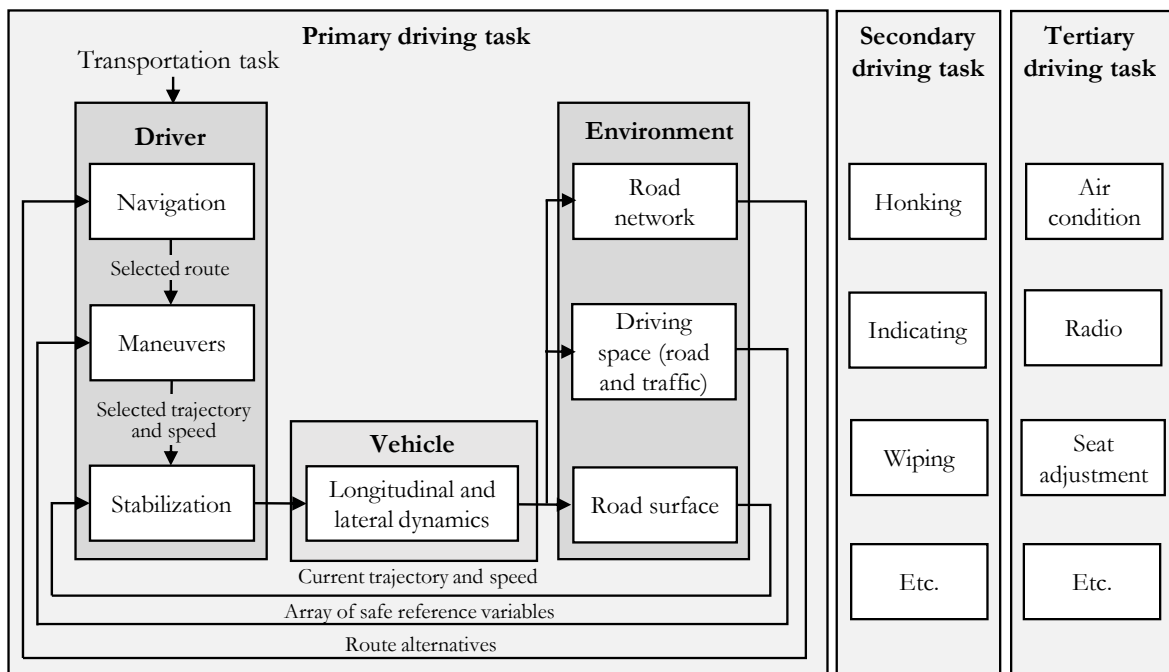 Primary driving task
Transportation task
Driver
Navigation
Selected route
Maneuvers
Selected trajectory
and speed
Stabilization
Vehicle
Longitudinal and
lateral dynamics
Environment
Road
network
Driving
space (road
and traffic)
Road surface
Current trajectory and speed
Array of safe reference variables
Route alternatives
Secondary
driving task
Honking
Indicating
Wiping
Etc.
Tertiary
driving task
Air
condition
Radio
Seat
adjustment
Etc.